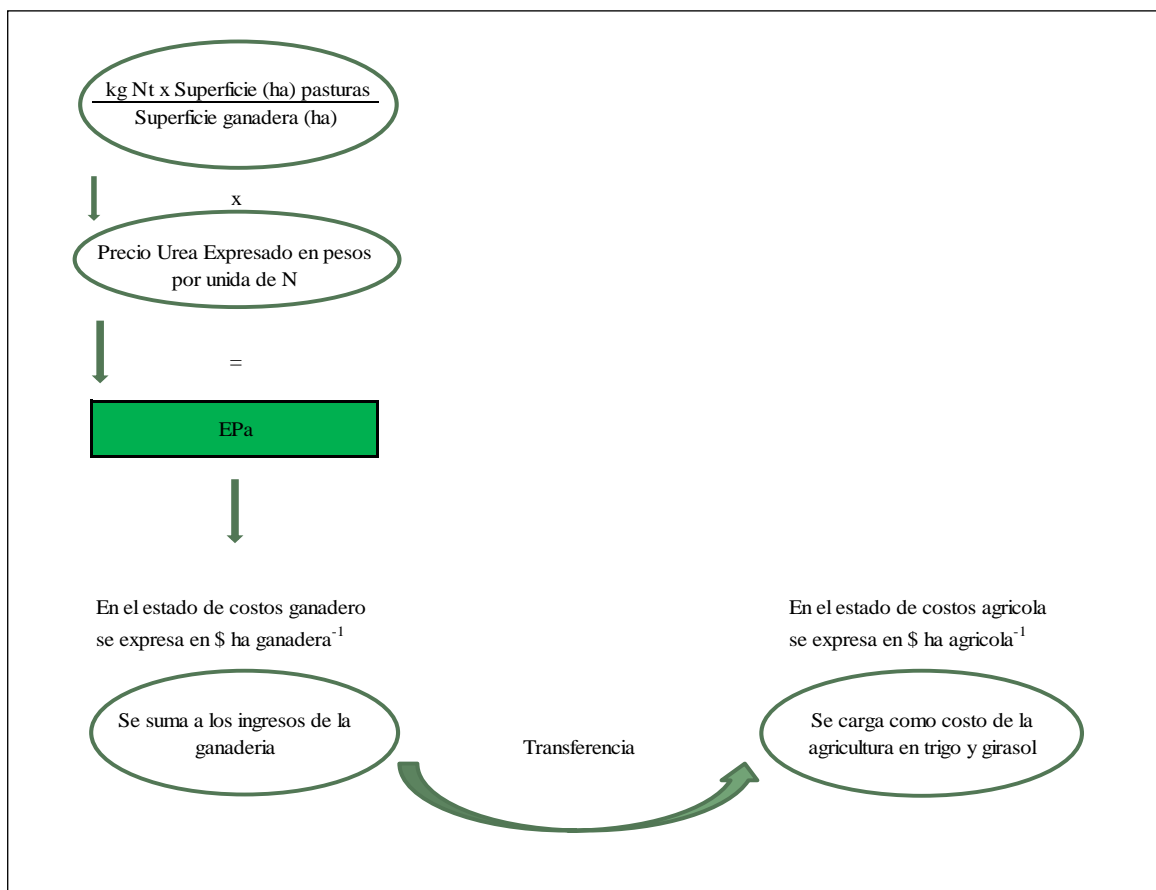 kg Nt x Superficie (ha) pasturas
Superficie ganadera (ha)
x
Precio Urea Expresado en pesos
por unida de N
=
EPa
En el estado de costos ganadero
se expresa en $ ha ganadera⁻¹
Se suma a los ingresos de la
ganaderia
Transferencia
En el estado de costos agricola
se expresa en $ ha agricola⁻¹
Se carga como costo de la
agricultura en trigo y girasol